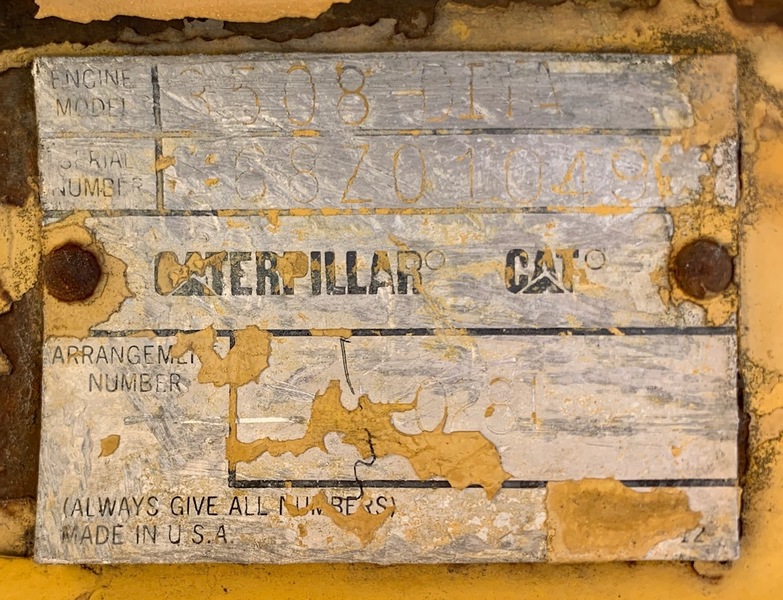 ENGINE MODEL 3508-DITA
SERIAL NUMBER *68Z01049
CATERPILLAR® CAT®
ARRANGEMENT
NUMBER
(ALWAYS GIVE ALL NUMBERS)
MADE IN U.S.A.